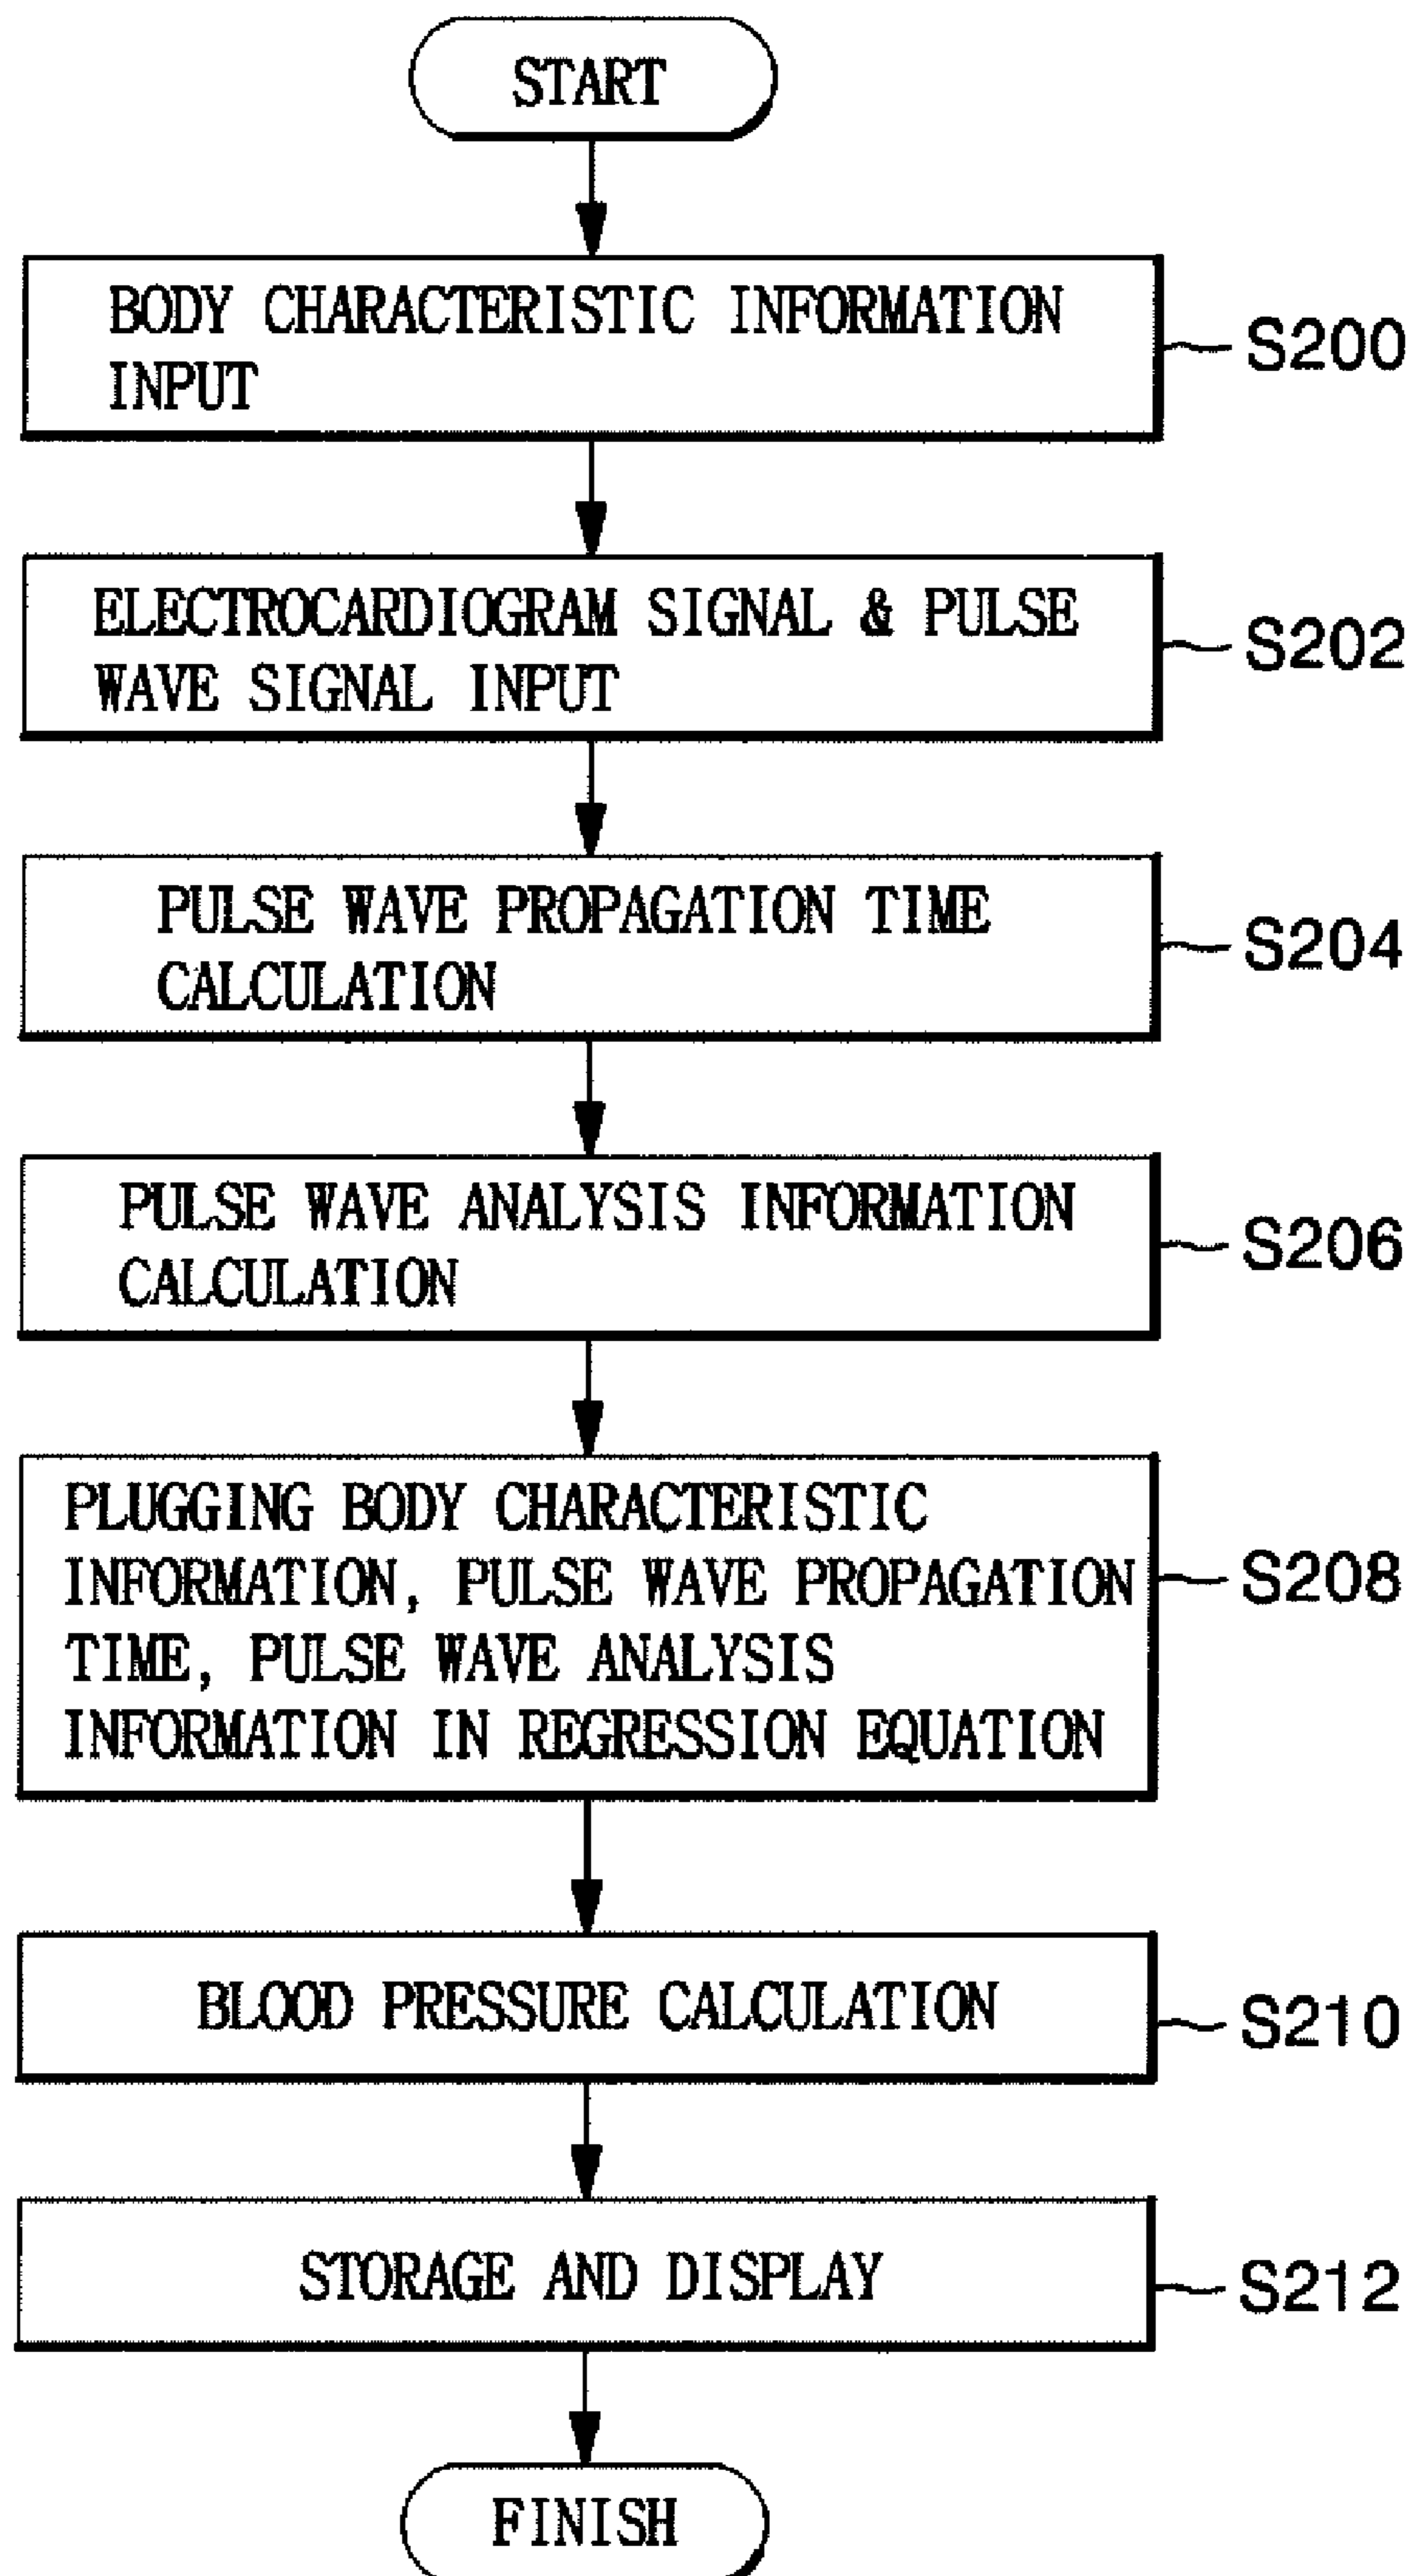 START
BODY CHARACTERISTIC INFORMATION
INPUT
S200
ELECTROCARDIOGRAM SIGNAL & PULSE
WAVE SIGNAL INPUT
S202
PULSE WAVE PROPAGATION TIME
CALCULATION
S204
PULSE WAVE ANALYSIS INFORMATION
CALCULATION
S206
PLUGGING BODY CHARACTERISTIC
INFORMATION, PULSE WAVE PROPAGATION
TIME, PULSE WAVE ANALYSIS
INFORMATION IN REGRESSION EQUATION
S208
BLOOD PRESSURE CALCULATION
S210
STORAGE AND DISPLAY
S212
FINISH